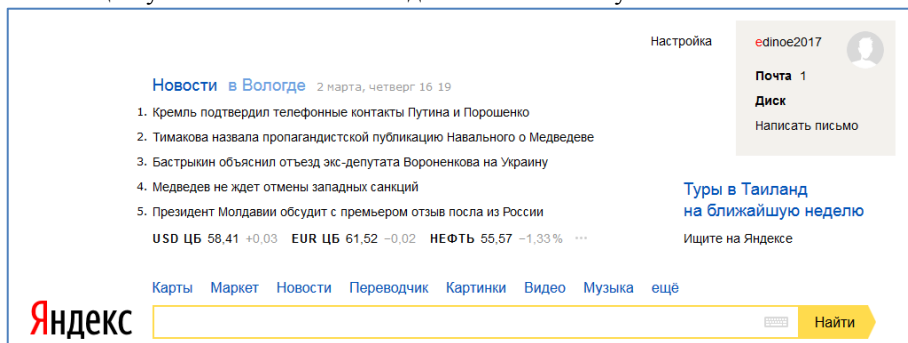 Настройка
edinoe2017
Почта 1
Диск
Написать письмо
Новости в Вологде 2 марта, четверг 16 19
1. Кремль подтвердил телефонные контакты Путина и Порошенко
2. Тимакова назвала пропагандистской публикацию Навального о Медведеве
3. Бастрыкин объяснил отъезд экс-депутата Вороненкова на Украину
4. Медведев не ждет отмены западных санкций
5. Президент Молдавии обсудит с премьером отзыв посла из России
USD ЦБ 58,41 +0,03 EUR ЦБ 61,52 −0,02 НЕФТЬ 55,57 −1,33% ···
Туры в Таиланд
на ближайшую неделю
Ищите на Яндексе
Карты Маркет Новости Переводчик Картинки Видео Музыка ещё
Яндекс
Найти